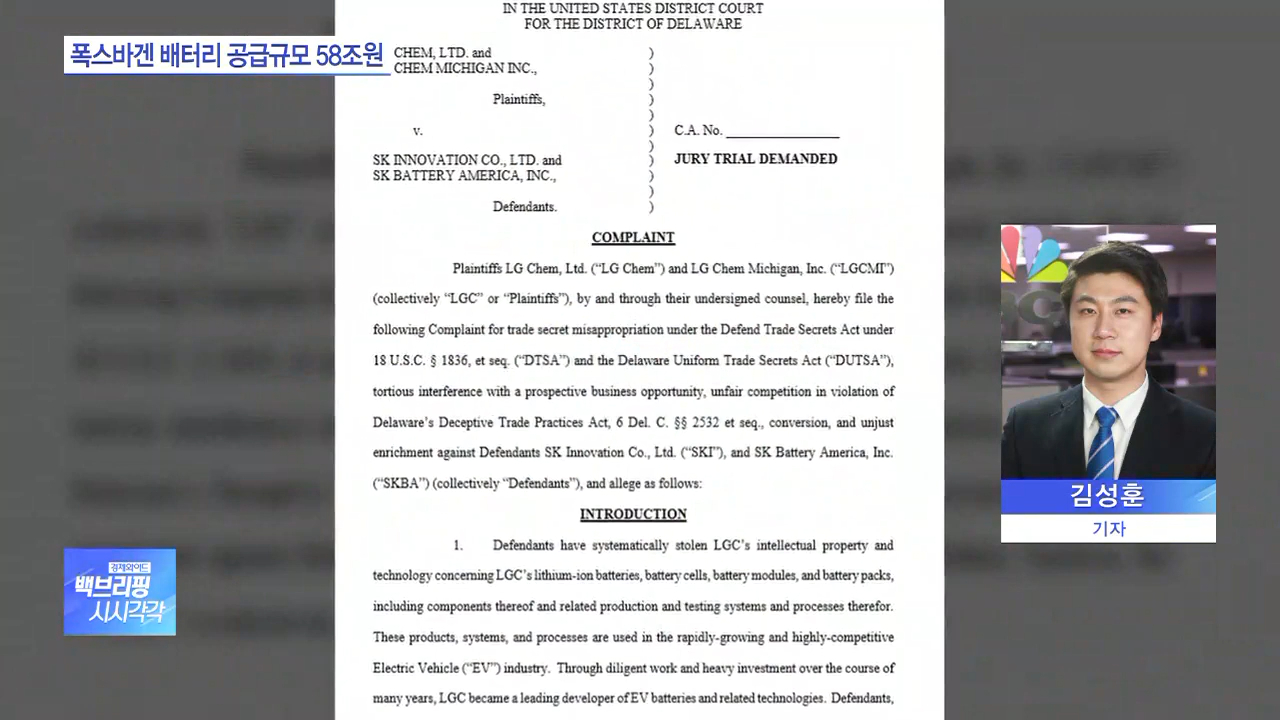 폭스바겐 배터리 공급규모 58조원
IN THE UNITED STATES DISTRICT COURT
FOR THE DISTRICT OF DELAWARE
CHEM, LTD. and )
CHEM MICHIGAN INC., )
)
Plaintiffs, )
)
v. ) C.A. No. ________________
)
SK INNOVATION CO., LTD. and ) JURY TRIAL DEMANDED
SK BATTERY AMERICA, INC., )
)
Defendants. )
COMPLAINT
Plaintiffs LG Chem, Ltd. (“LG Chem”) and LG Chem Michigan, Inc. (“LGCMI”)
(collectively “LGC” or “Plaintiffs”), by and through their undersigned counsel, hereby file the
following Complaint for trade secret misappropriation under the Defend Trade Secrets Act under
18 U.S.C. § 1836, et seq. (“DTSA”) and the Delaware Uniform Trade Secrets Act (“DUTSA”),
tortious interference with a prospective business opportunity, unfair competition in violation of
Delaware’s Deceptive Trade Practices Act, 6 Del. C. §§ 2532 et seq., conversion, and unjust
enrichment against Defendants SK Innovation Co., Ltd. (“SKI”), and SK Battery America, Inc.
(“SKBA”) (collectively “Defendants”), and allege as follows:
INTRODUCTION
1. Defendants have systematically stolen LGC’s intellectual property and
technology concerning LGC’s lithium-ion batteries, battery cells, battery modules, and battery packs,
including components thereof and related production and testing systems and processes therefor.
These products, systems, and processes are used in the rapidly-growing and highly-competitive
Electric Vehicle (“EV”) industry. Through diligent work and heavy investment over the course of
many years, LGC became a leading developer of EV batteries and related technologies. Defendants,
김성훈
기자
경제와이드
백브리핑
시시각각